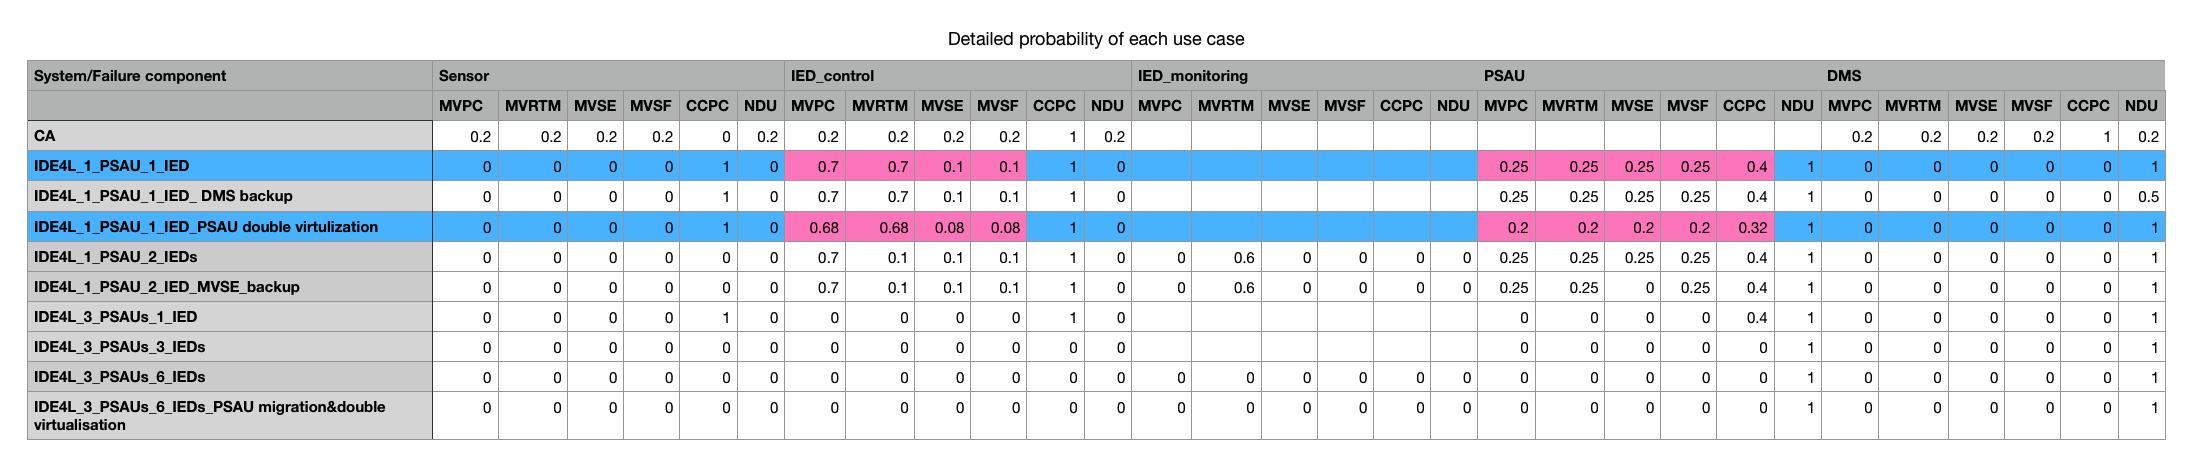 Detailed probability of each use case
System/Failure component Sensor IED_control IED_monitoring PSAU DMS
MVPC MVRTM MVSE MVSF CCPC NDU MVPC MVRTM MVSE MVSF CCPC NDU MVPC MVRTM MVSE MVSF CCPC NDU MVPC MVRTM MVSE MVSF CCPC NDU MVPC MVRTM MVSE MVSF CCPC NDU
CA 0.2 0.2 0.2 0.2 0 0.2 0.2 0.2 0.2 0.2 1 0.2 0.2 0.2 0.2 0.2 1 0.2
IDE4L_1_PSAU_1_IED 0 0 0 0 1 0 0.7 0.7 0.1 0.1 1 0 0.25 0.25 0.25 0.25 0.4 1 0 0 0 0 0 1
IDE4L_1_PSAU_1_IED_ DMS backup 0 0 0 0 1 0 0.7 0.7 0.1 0.1 1 0 0.25 0.25 0.25 0.25 0.4 1 0 0 0 0 0 0.5
IDE4L_1_PSAU_1_IED_PSAU double virtulization 0 0 0 0 1 0 0.68 0.68 0.08 0.08 1 0 0.2 0.2 0.2 0.2 0.32 1 0 0 0 0 0 1
IDE4L_1_PSAU_2_IEDs 0 0 0 0 1 0 0.7 0.1 0.1 0.1 1 0 0 0.6 0 0 0 0 0.25 0.25 0.25 0.25 0.4 1 0 0 0 0 0 1
IDE4L_1_PSAU_2_IED_MVSE_backup 0 0 0 0 1 0 0.7 0.1 0.1 0.1 1 0 0 0.6 0 0 0 0 0.25 0.25 0 0.25 0.4 1 0 0 0 0 0 1
IDE4L_3_PSAUs_1_IED 0 0 0 0 1 0 0 0 0 0 1 0 0 0 0 0 0.4 1 0 0 0 0 0 1
IDE4L_3_PSAUs_3_IEDs 0 0 0 0 0 0 0 0 0 0 0 0 0 0 0 0 0 1 0 0 0 0 0 1
IDE4L_3_PSAUs_6_IEDs 0 0 0 0 0 0 0 0 0 0 0 0 0 0 0 0 0 0 0 0 0 0 0 1 0 0 0 0 0 1
IDE4L_3_PSAUs_6_IEDs_PSAU migration&double 0 0 0 0 0 0 0 0 0 0 0 0 0 0 0 0 0 0 0 0 0 0 0 1 0 0 0 0 0 1
virtualisation